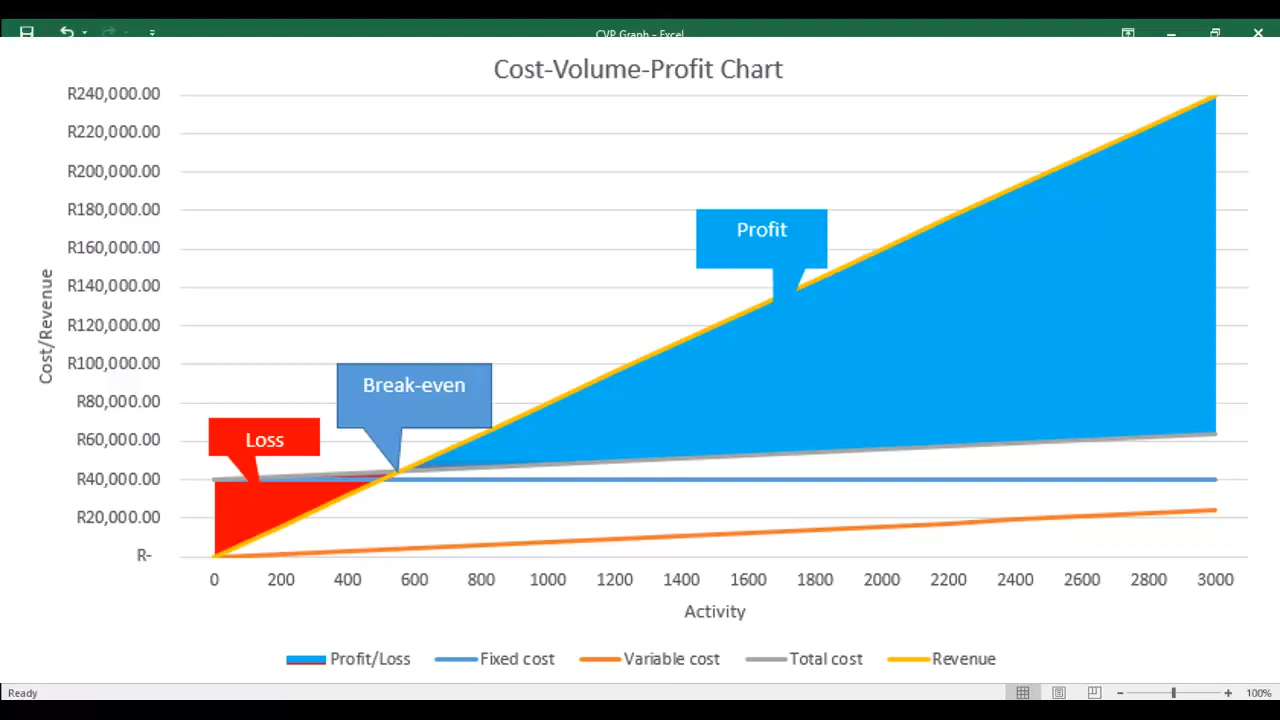 CVP Graph - Excel
Cost-Volume-Profit Chart
R240,000.00
R220,000.00
R200,000.00
R180,000.00
R160,000.00
R140,000.00
R120,000.00
R100,000.00
R80,000.00
R60,000.00
R40,000.00
R20,000.00
R-
Cost/Revenue
Profit
Break-even
Loss
0 200 400 600 800 1000 1200 1400 1600 1800 2000 2200 2400 2600 2800 3000
Activity
Profit/Loss Fixed cost Variable cost Total cost Revenue
Ready 100%